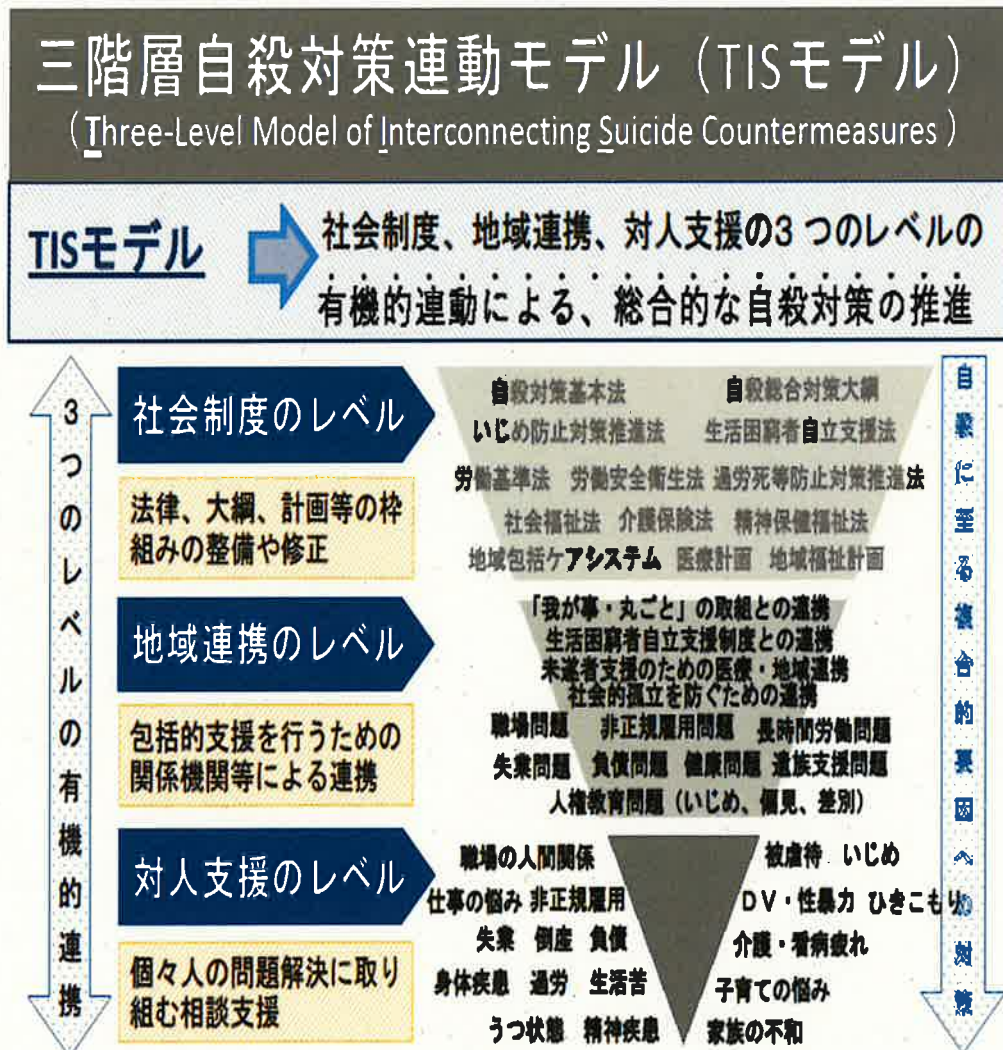 三階層自殺対策連動モデル（TISモデル）
（Three-Level Model of Interconnecting Suicide Countermeasures）
TISモデル
社会制度、地域連携、対人支援の3つのレベルの
有機的連動による、総合的な自殺対策の推進
3つのレベルの有機的連携
社会制度のレベル
法律、大綱、計画等の枠
組みの整備や修正
自殺対策基本法 自殺総合対策大綱
いじめ防止対策推進法 生活困窮者自立支援法
労働基準法 労働安全衛生法 過労死等防止対策推進法
社会福祉法 介護保険法 精神保健福祉法
地域包括ケアシステム 医療計画 地域福祉計画
地域連携のレベル
包括的支援を行うための
関係機関等による連携
「我が事・丸ごと」の取組との連携
生活困窮者自立支援制度との連携
未遂者支援のための医療・地域連携
社会的孤立を防ぐための連携
職場問題 非正規雇用問題 長時間労働問題
失業問題 負債問題 健康問題 遺族支援問題
人権教育問題（いじめ、偏見、差別）
対人支援のレベル
個々人の問題解決に取り
組む相談支援
職場の人間関係
仕事の悩み 非正規雇用
失業 倒産 負債
身体疾患 過労 生活苦
うつ状態 精神疾患
被虐待 いじめ
DV・性暴力 ひきこもり
介護・看病疲れ
子育ての悩み
家族の不和
自殺に至る複合的要因への対策